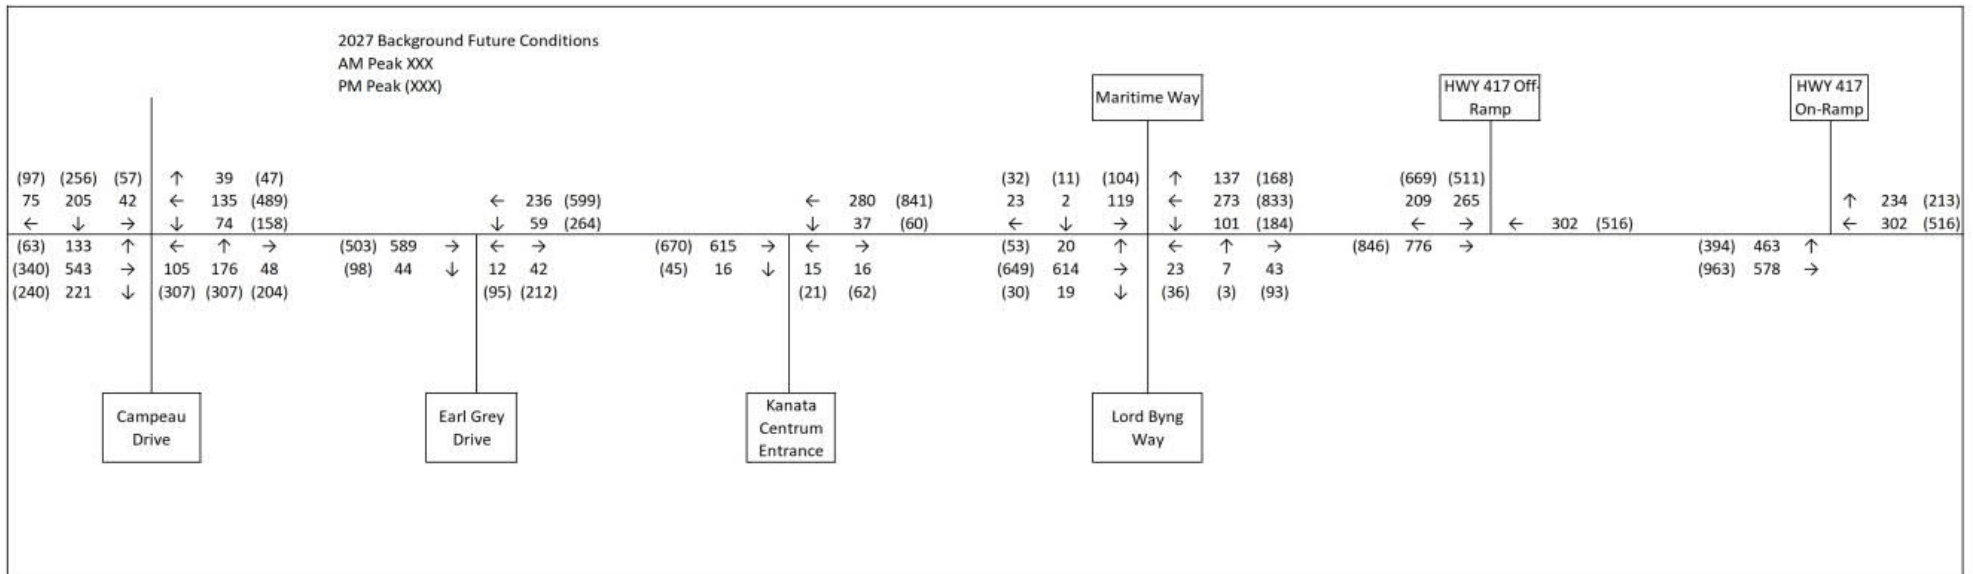 2027 Background Future Conditions
AM Peak XXX
PM Peak (XXX)
Maritime Way
HWY 417 Off-
Ramp
HWY 417
On-Ramp
(97) (256) (57) ↑ 39 (47)
75 205 42 ← 135 (489)
← ↓ → ↓ 74 (158)
(63) 133 ↑ ← ↑ →
(340) 543 → 105 176 48
(240) 221 ↓ (307) (307) (204)
← 236 (599)
↓ 59 (264)
(503) 589 → ← →
(98) 44 ↓ 12 42
(95) (212)
← 280 (841)
↓ 37 (60)
(670) 615 → ← →
(45) 16 ↓ 15 16
(21) (62)
(32) (11) (104) ↑ 137 (168)
23 2 119 ← 273 (833)
← ↓ → ↓ 101 (184)
(53) 20 ↑ ← ↑ →
(649) 614 → 23 7 43
(30) 19 ↓ (36) (3) (93)
(669) (511)
209 265
← → ← 302 (516)
(846) 776 →
↑ 234 (213)
← 302 (516)
(394) 463 ↑
(963) 578 →
Campeau
Drive
Earl Grey
Drive
Kanata
Centrum
Entrance
Lord Byng
Way